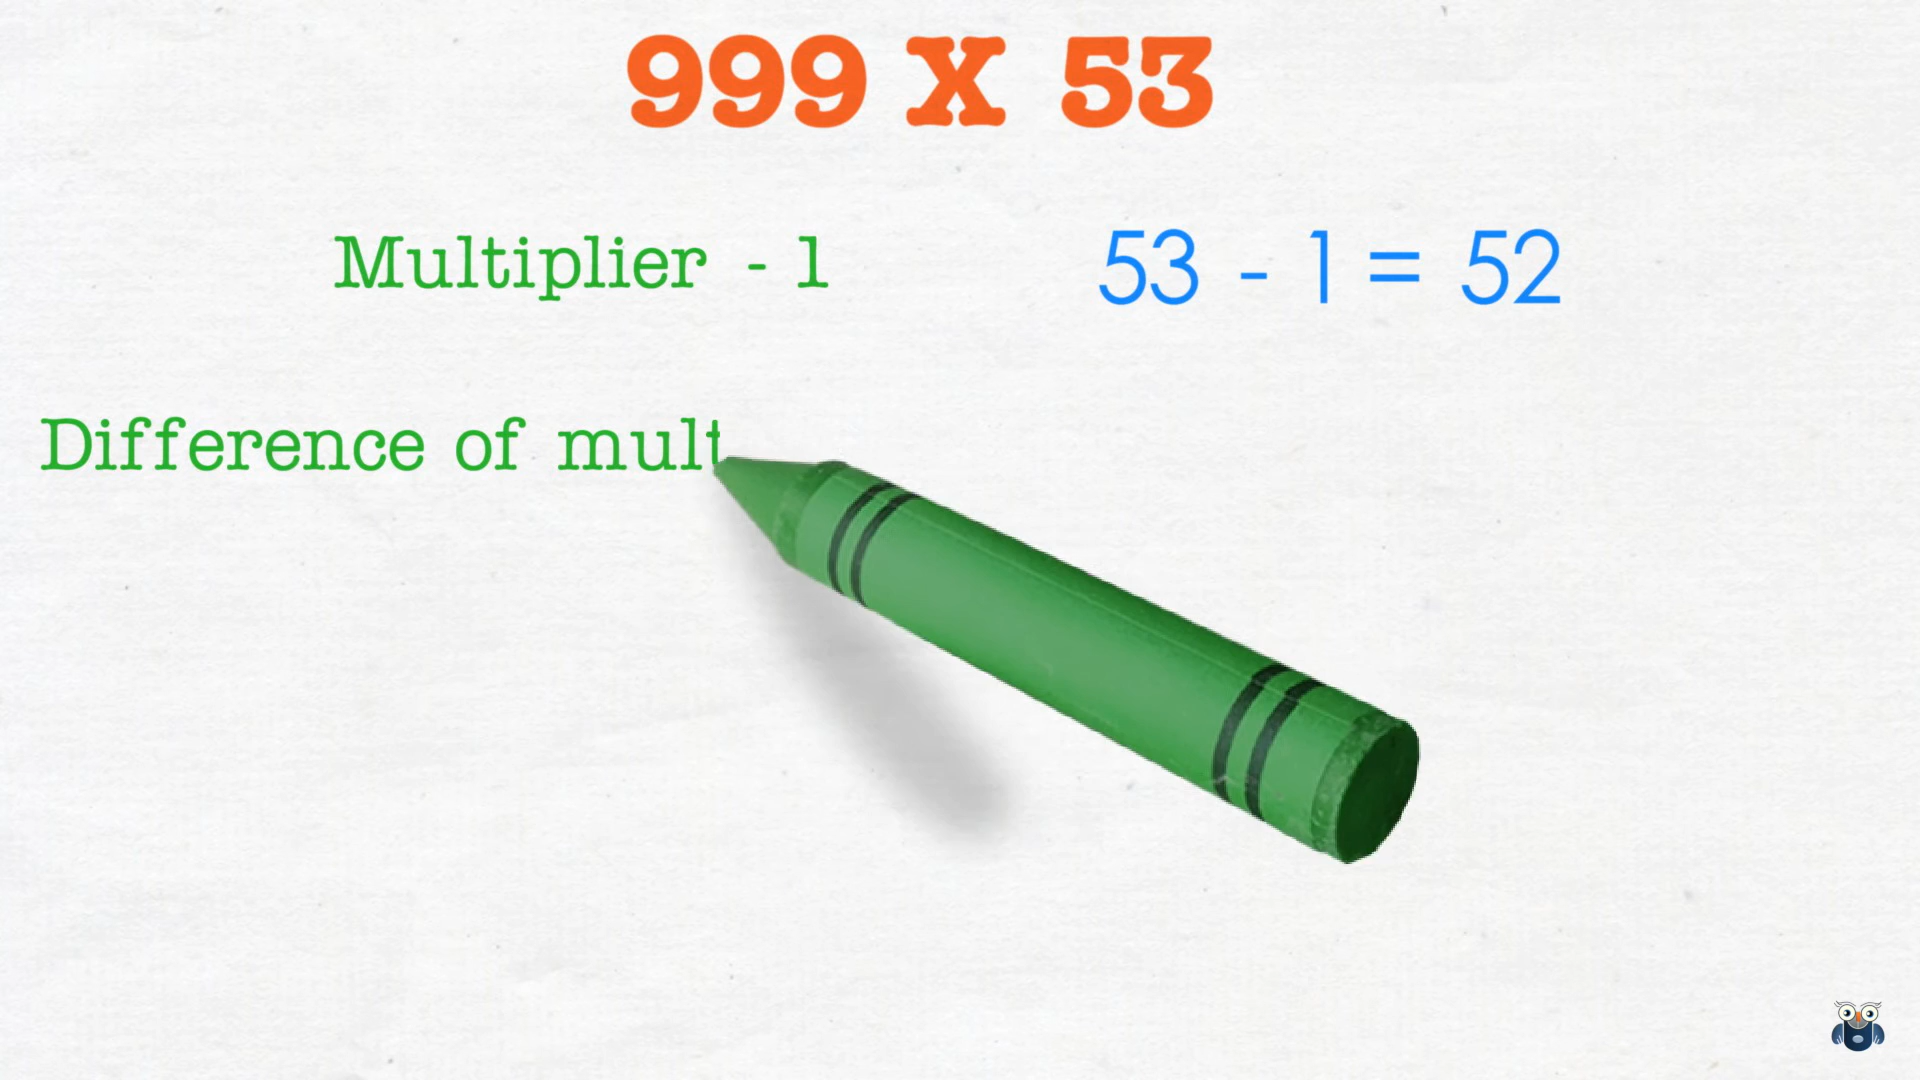 999 X 53
Multiplier - 1
53 - 1 = 52
Difference of mult